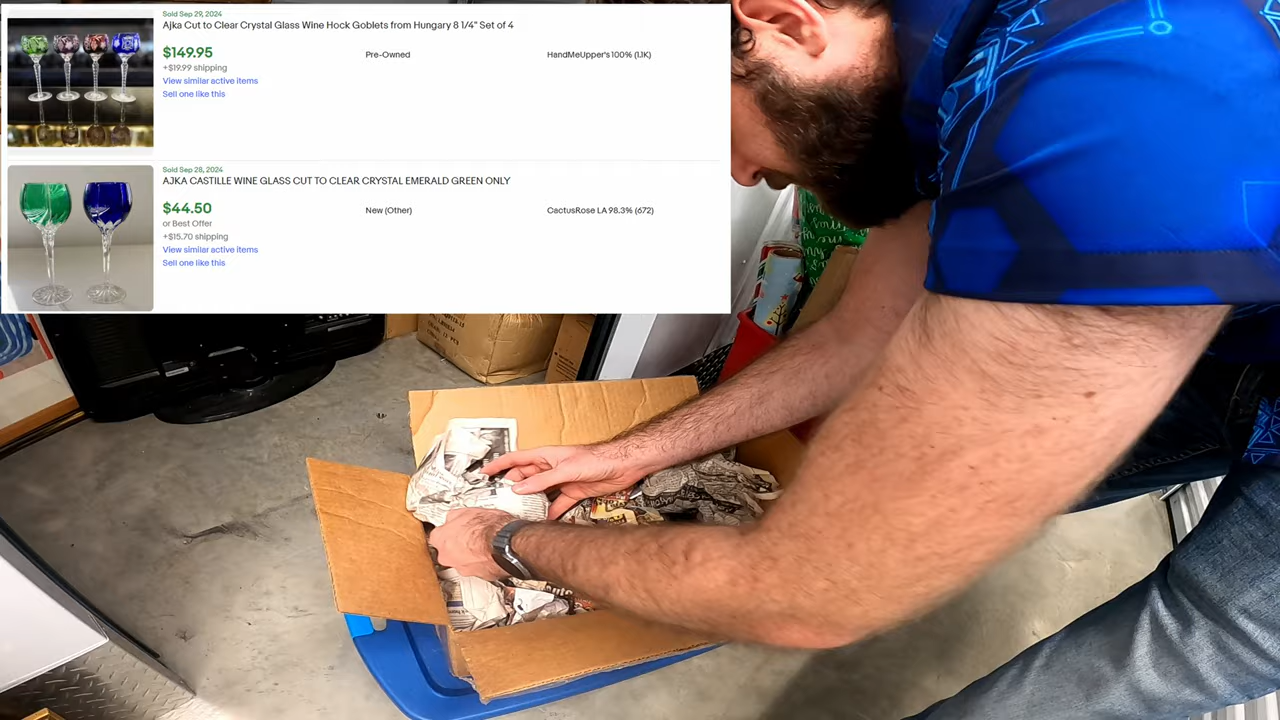 Sold Sep 29, 2024
Ajka Cut to Clear Crystal Glass Wine Hock Goblets from Hungary 8 1/4" Set of 4
$149.95
Pre-Owned
HandMeUpper's 100% (1.1K)
+$19.99 shipping
View similar active items
Sell one like this
Sold Sep 28, 2024
AJKA CASTILLE WINE GLASS CUT TO CLEAR CRYSTAL EMERALD GREEN ONLY
$44.50
New (Other)
CactusRose LA 98.3% (672)
or Best Offer
+$15.70 shipping
View similar active items
Sell one like this